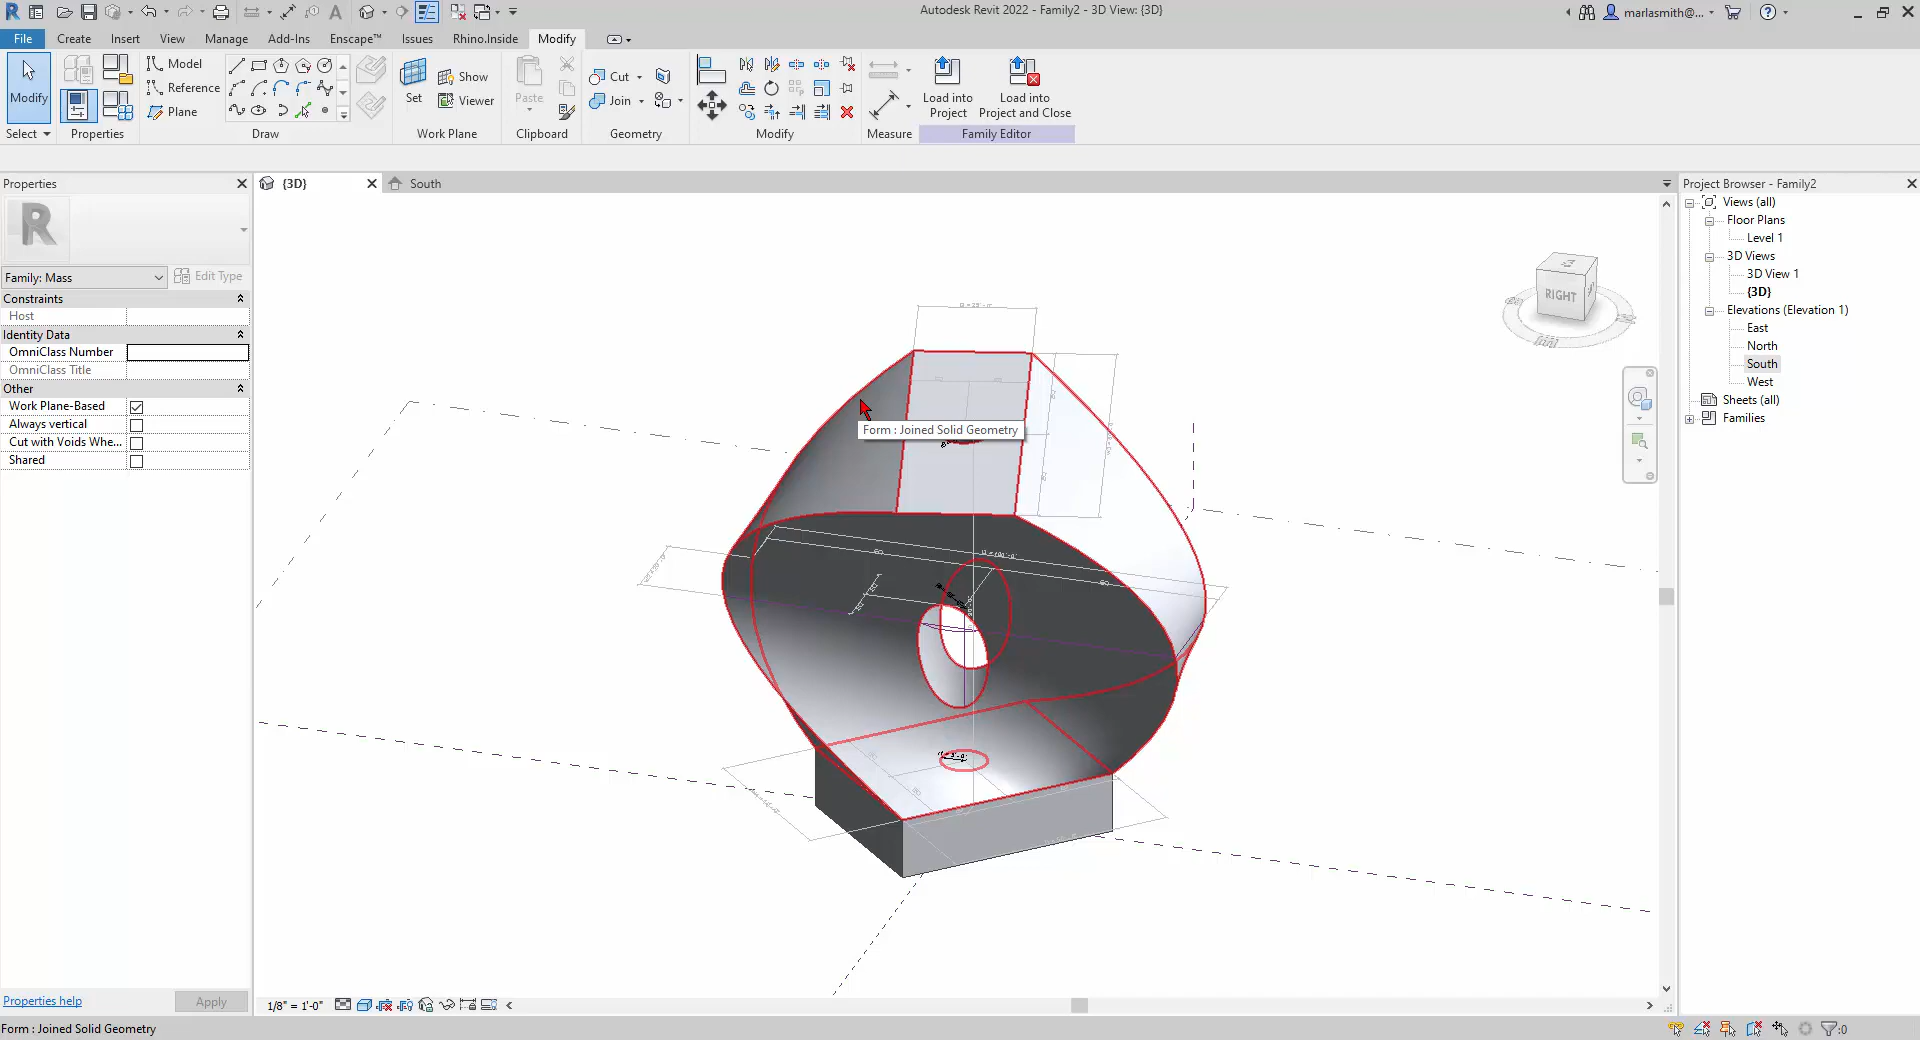 Autodesk Revit 2022 - Family2 - 3D View: {3D}
marlasmith@...
File Create Insert View Manage Add-Ins Enscape™ Issues Rhino.Inside Modify
Modify
Select
Properties
Model
Reference
Plane
Draw
Set
Show
Viewer
Work Plane
Paste
Clipboard
Cut
Join
Geometry
Modify
Measure
Load into
Project
Load into
Project and Close
Family Editor
Properties
{3D}
South
Project Browser - Family2
R
Family: Mass
Edit Type
Constraints
Host
Identity Data
OmniClass Number
OmniClass Title
Other
Work Plane-Based
Always vertical
Cut with Voids Whe...
Shared
Views (all)
Floor Plans
Level 1
3D Views
3D View 1
{3D}
Elevations (Elevation 1)
East
North
South
West
Sheets (all)
Families
RIGHT
Form : Joined Solid Geometry
Properties help
Apply
1/8" = 1'-0"
Form : Joined Solid Geometry
:0